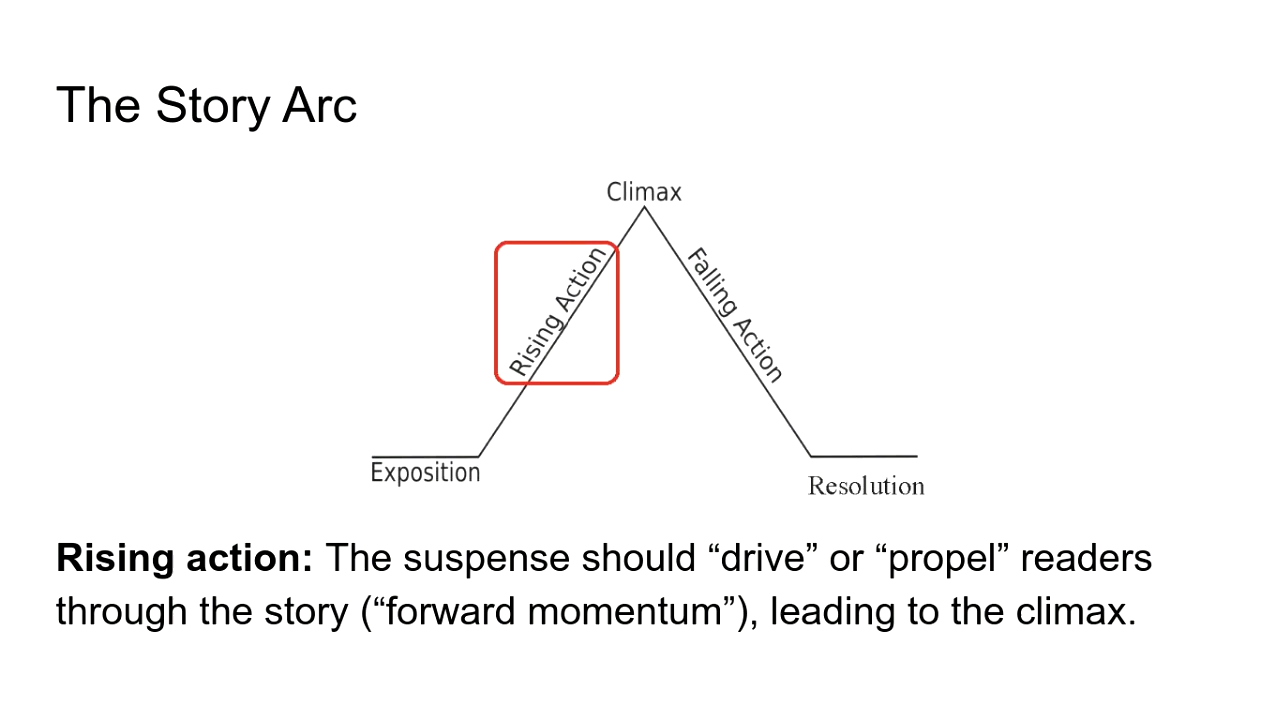 The Story Arc
Climax
Rising Action
Falling Action
Exposition
Resolution
Rising action: The suspense should “drive” or “propel” readers
through the story (“forward momentum”), leading to the climax.